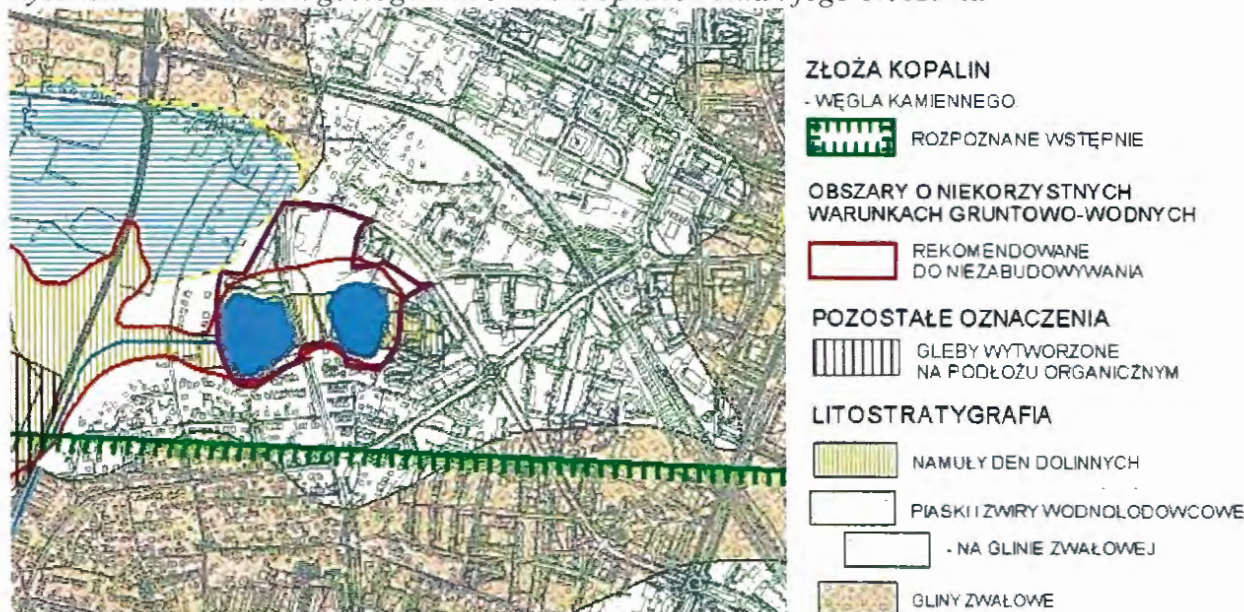 ZŁOŻA KOPALIN
- WĘGLA KAMIENNEGO
ROZPOZNANE WSTĘPNIE
OBSZARY O NIEKORZYSTNYCH
WARUNKACH GRUNTOWO-WODNYCH
REKOMENDOWANE
DO NIEZABUDOWYWANIA
POZOSTAŁE OZNACZENIA
GLEBY WYTWORZONE
NA PODŁOŻU ORGANICZNYM
LITOSTRATYGRAFIA
NAMUŁY DEN DOLINNYCH
PIASKI I ŻWIRY WODNOLODOWCOWE
- NA GLINIE ZWAŁOWEJ
GLINY ZWAŁOWE